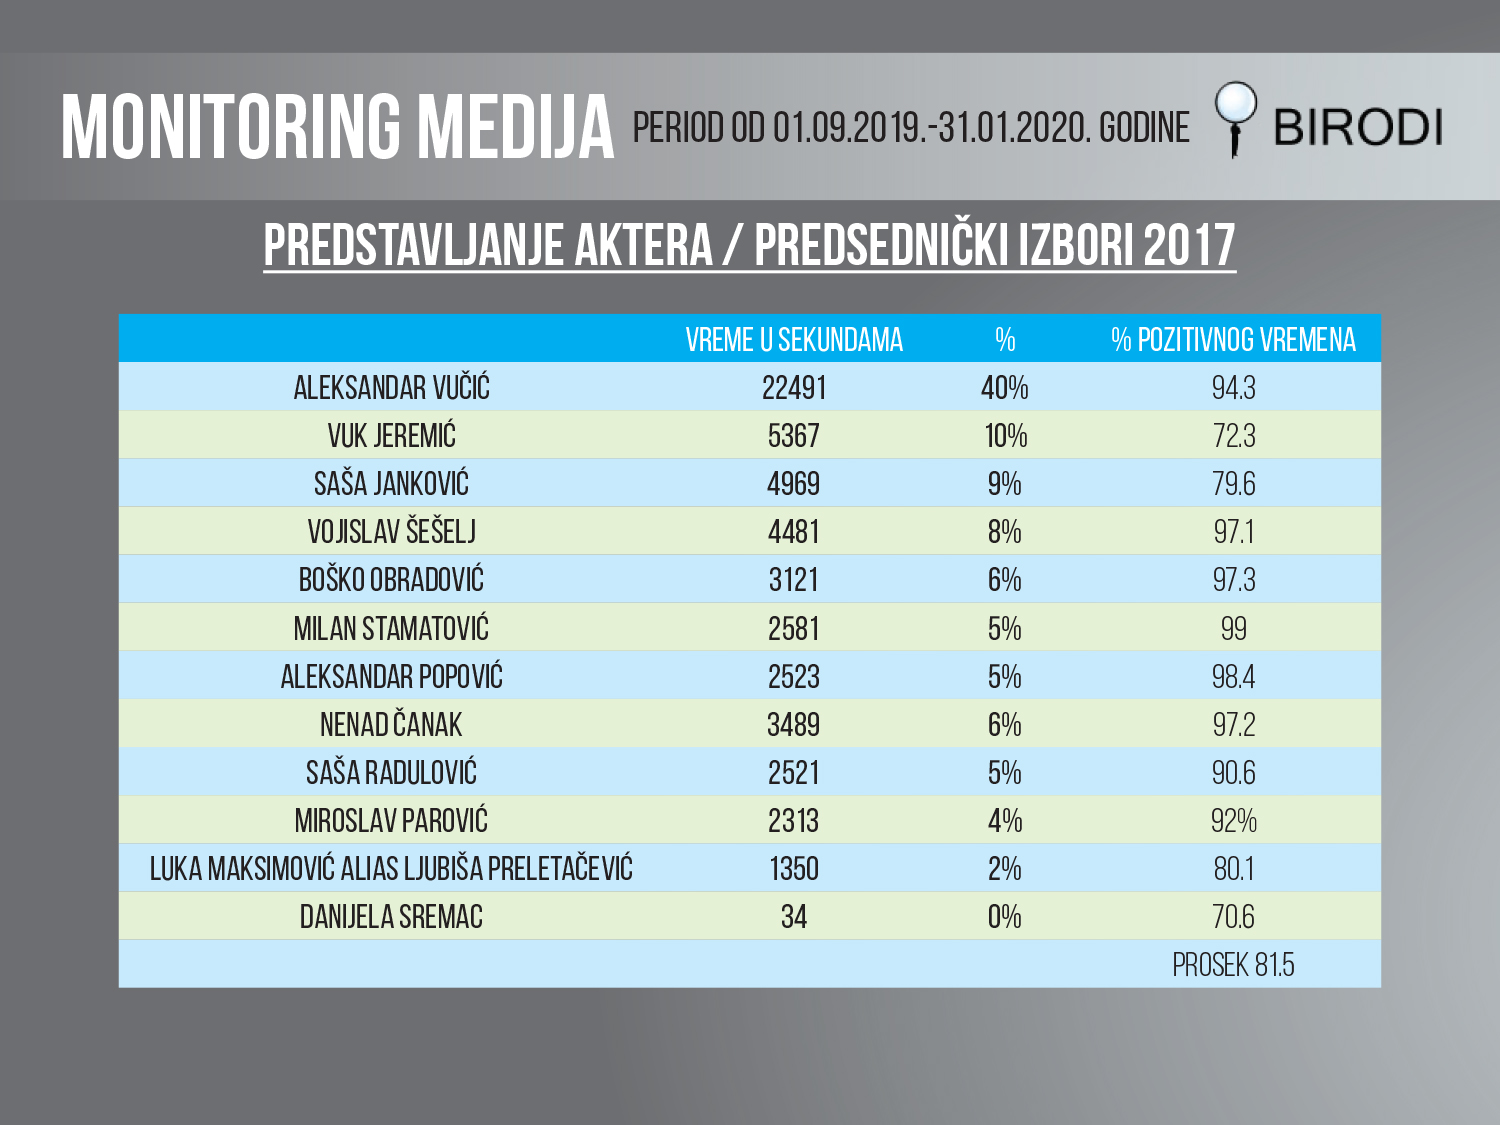 MONITORING MEDIJA PERIOD OD 01.09.2019.-31.01.2020. GODINE BIRODI
PREDSTAVLJANJE AKTERA / PREDSEDNIČKI IZBORI 2017
VREME U SEKUNDAMA % % POZITIVNOG VREMENA
ALEKSANDAR VUČIĆ 22491 40% 94.3
VUK JEREMIĆ 5367 10% 72.3
SAŠA JANKOVIĆ 4969 9% 79.6
VOJISLAV ŠEŠELJ 4481 8% 97.1
BOŠKO OBRADOVIĆ 3121 6% 97.3
MILAN STAMATOVIĆ 2581 5% 99
ALEKSANDAR POPOVIĆ 2523 5% 98.4
NENAD ČANAK 3489 6% 97.2
SAŠA RADULOVIĆ 2521 5% 90.6
MIROSLAV PAROVIĆ 2313 4% 92%
LUKA MAKSIMOVIĆ ALIAS LJUBIŠA PRELETAČEVIĆ 1350 2% 80.1
DANIJELA SREMAC 34 0% 70.6
PROSEK 81.5